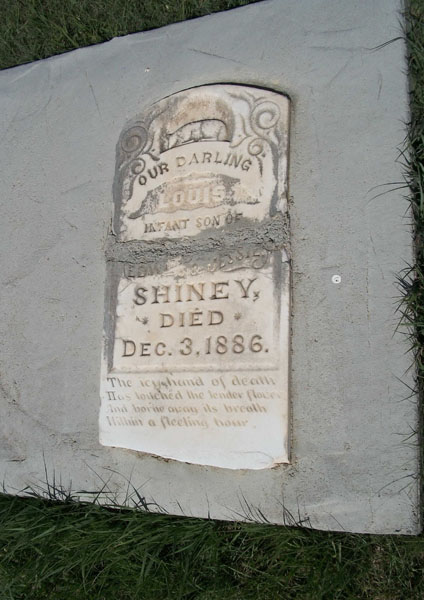 OUR DARLING
LOUIS
INFANT SON OF
SHINEY,
DIED
DEC. 3, 1886.
The icy hand of death
Has touched the tender flower
And borne away its breath
Within a fleeting hour